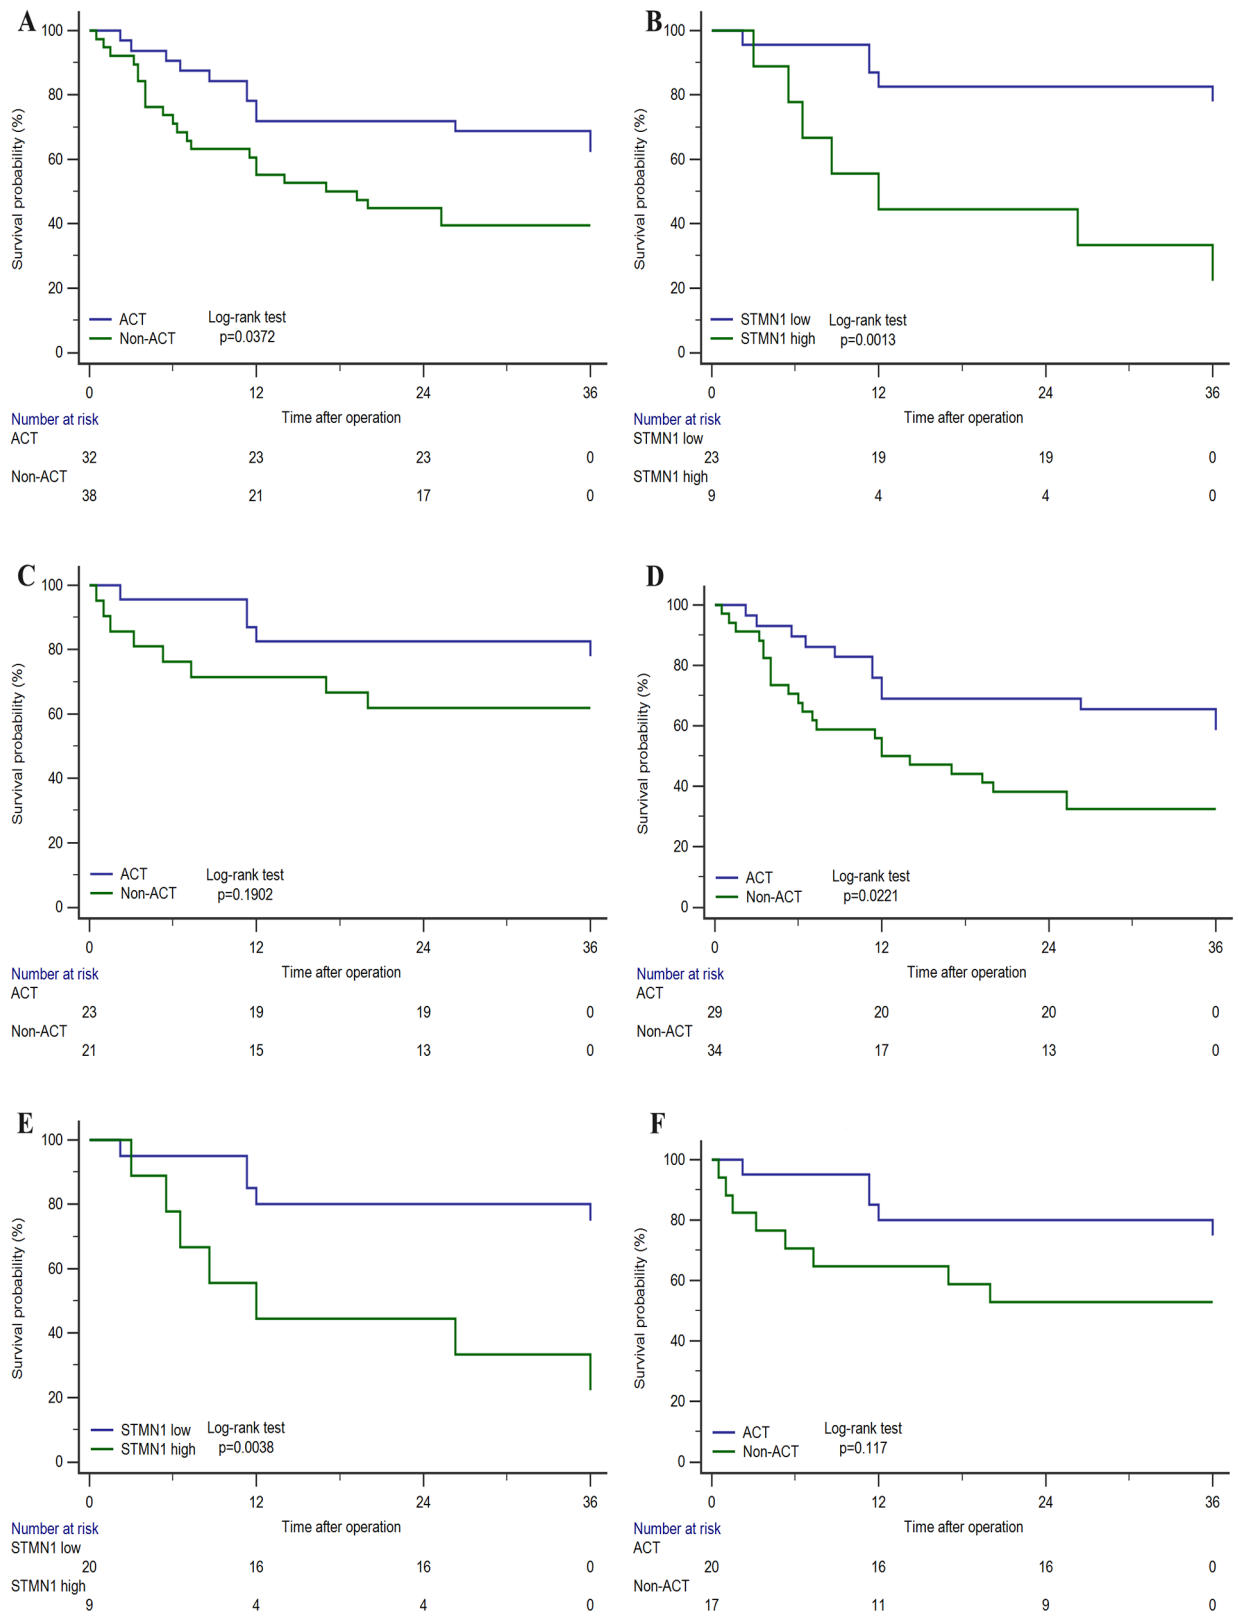 A
100
80
60
40
20
0
Survival probability (%)
ACT
Non-ACT
Log-rank test
p=0.0372
0 12 24 36
Time after operation
Number at risk
ACT
32 23 23 0
Non-ACT
38 21 17 0
B
100
80
60
40
20
0
Survival probability (%)
STMN1 low
STMN1 high
Log-rank test
p=0.0013
0 12 24 36
Time after operation
Number at risk
STMN1 low
23 19 19 0
STMN1 high
9 4 4 0
C
100
80
60
40
20
0
Survival probability (%)
ACT
Non-ACT
Log-rank test
p=0.1902
0 12 24 36
Time after operation
Number at risk
ACT
23 19 19 0
Non-ACT
21 15 13 0
D
100
80
60
40
20
0
Survival probability (%)
ACT
Non-ACT
Log-rank test
p=0.0221
0 12 24 36
Time after operation
Number at risk
ACT
29 20 20 0
Non-ACT
34 17 13 0
E
100
80
60
40
20
0
Survival probability (%)
STMN1 low
STMN1 high
Log-rank test
p=0.0038
0 12 24 36
Time after operation
Number at risk
STMN1 low
20 16 16 0
STMN1 high
9 4 4 0
F
100
80
60
40
20
0
Survival probability (%)
ACT
Non-ACT
Log-rank test
p=0.117
0 12 24 36
Time after operation
Number at risk
ACT
20 16 16 0
Non-ACT
17 11 9 0